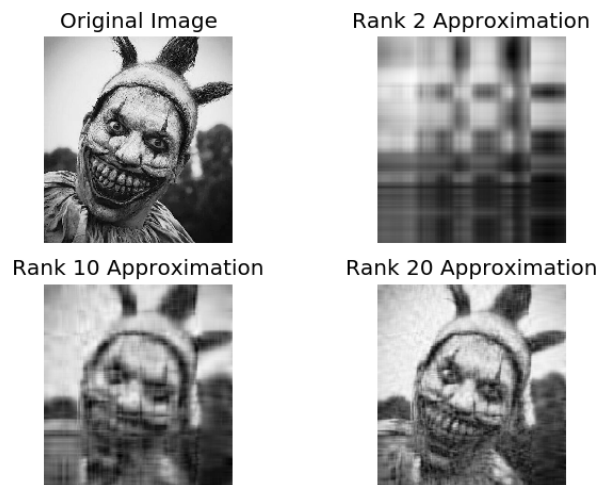 Original Image
Rank 2 Approximation
Rank 10 Approximation
Rank 20 Approximation